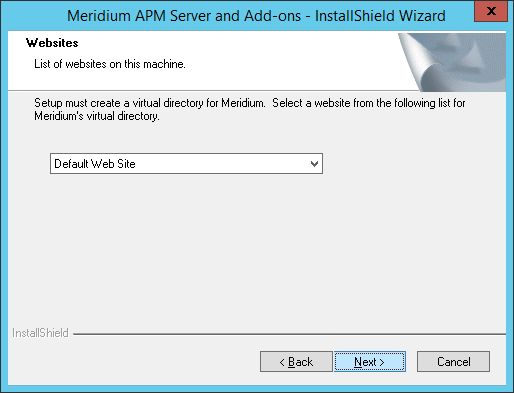 Meridium APM Server and Add-ons - InstallShield Wizard
X
Websites
List of websites on this machine.
Setup must create a virtual directory for Meridium. Select a website from the following list for
Meridium's virtual directory.
Default Web Site
InstallShield
< Back
Next >
Cancel